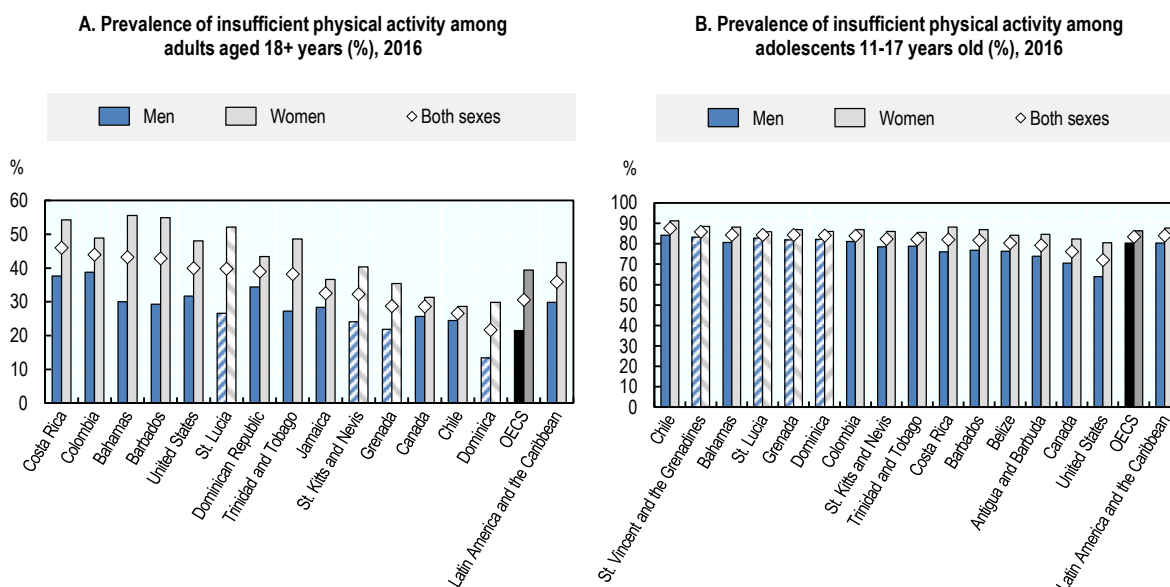 A. Prevalence of insufficient physical activity among
adults aged 18+ years (%), 2016
Men
Women
Both sexes
%
60
50
40
30
20
10
0
Costa Rica
Colombia
Bahamas
Barbados
United States
St. Lucia
Dominican Republic
Trinidad and Tobago
Jamaica
St. Kitts and Nevis
Grenada
Canada
Chile
Dominica
OECS
Latin America and the Caribbean
B. Prevalence of insufficient physical activity among
adolescents 11-17 years old (%), 2016
Men
Women
Both sexes
%
100
90
80
70
60
50
40
30
20
10
0
Chile
St. Vincent and the Grenadines
Bahamas
St. Lucia
Grenada
Dominica
Colombia
St. Kitts and Nevis
Trinidad and Tobago
Costa Rica
Barbados
Belize
Antigua and Barbuda
Canada
United States
OECS
Latin America and the Caribbean